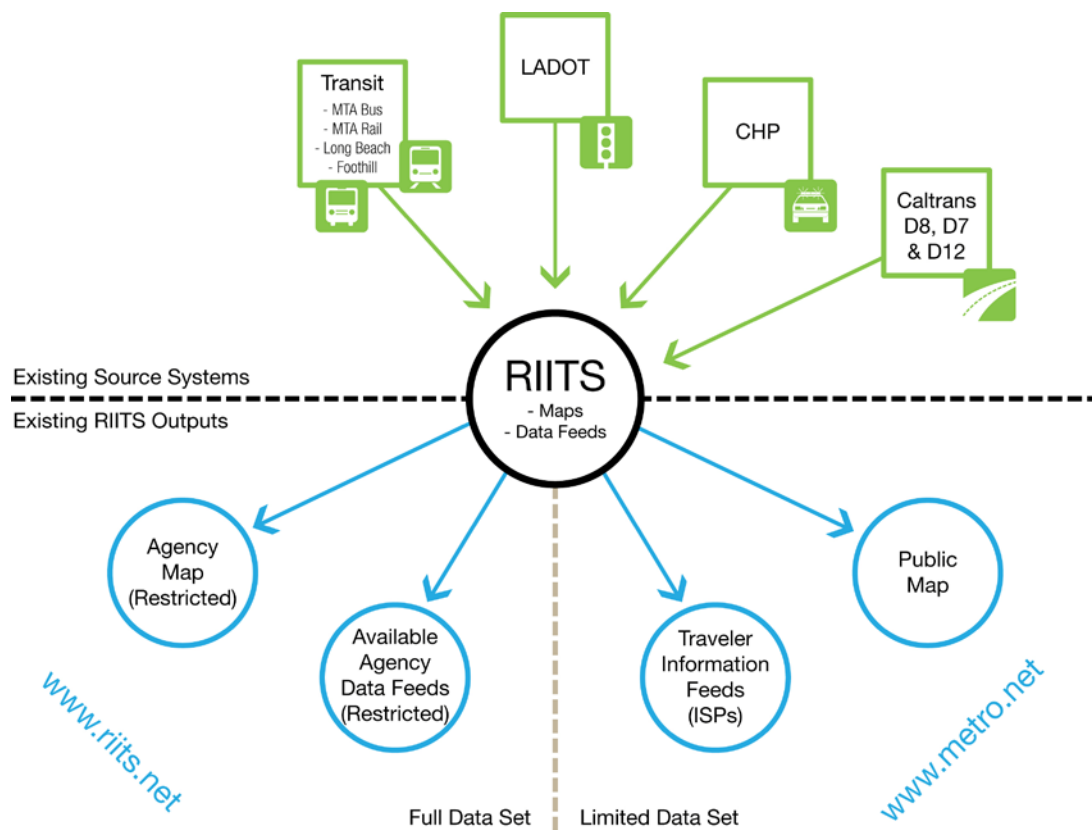 Transit
- MTA Bus
- MTA Rail
- Long Beach
- Foothill
LADOT
CHP
Caltrans
D8, D7
& D12
Existing Source Systems
Existing RIITS Outputs
RIITS
- Maps
- Data Feeds
Agency
Map
(Restricted)
Available
Agency
Data Feeds
(Restricted)
Traveler
Information
Feeds
(ISPs)
Public
Map
www.riits.net
www.metro.net
Full Data Set
Limited Data Set